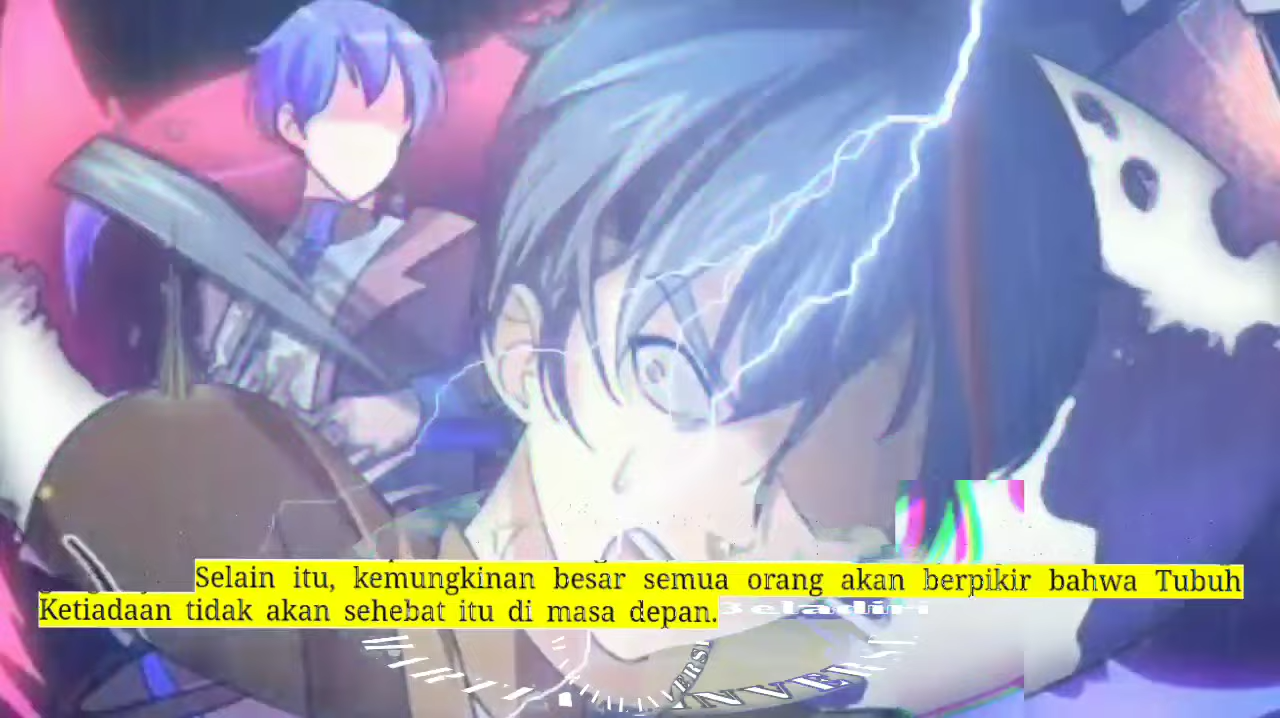 Selain itu, kemungkinan besar semua orang akan berpikir bahwa Tubuh
Ketiadaan tidak akan sehebat itu di masa depan.